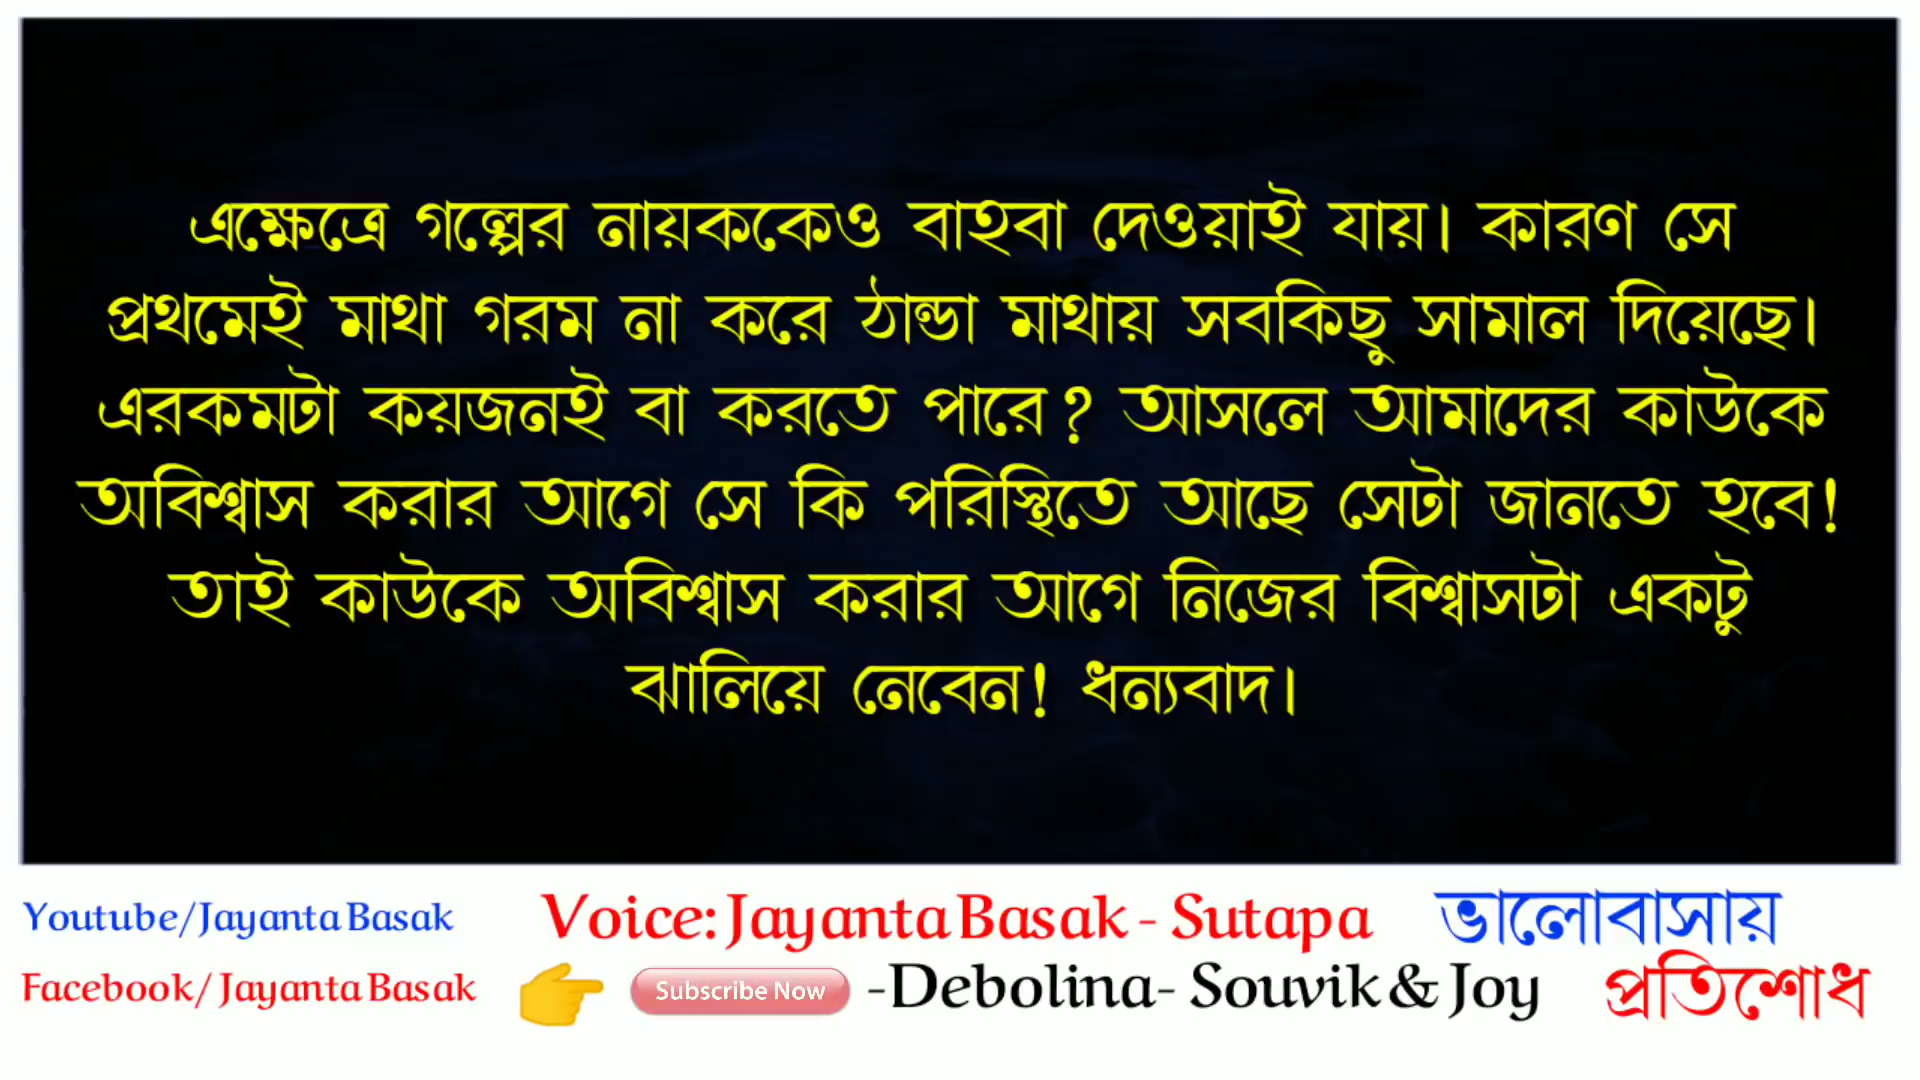 এক্ষেত্রে গল্পের নায়ককেও বাহবা দেওয়াই যায়। কারণ সে
প্রথমেই মাথা গরম না করে ঠান্ডা মাথায় সবকিছু সামাল দিয়েছে।
এরকমটা কয়জনই বা করতে পারে? আসলে আমাদের কাউকে
অবিশ্বাস করার আগে সে কি পরিস্থিতে আছে সেটা জানতে হবে!
তাই কাউকে অবিশ্বাস করার আগে নিজের বিশ্বাসটা একটু
ঝালিয়ে নেবেন! ধন্যবাদ।
Youtube/Jayanta Basak
Facebook/ Jayanta Basak
Voice: Jayanta Basak - Sutapa
Subscribe Now
-Debolina- Souvik & Joy
ভালোবাসায়
প্রতিশোধ